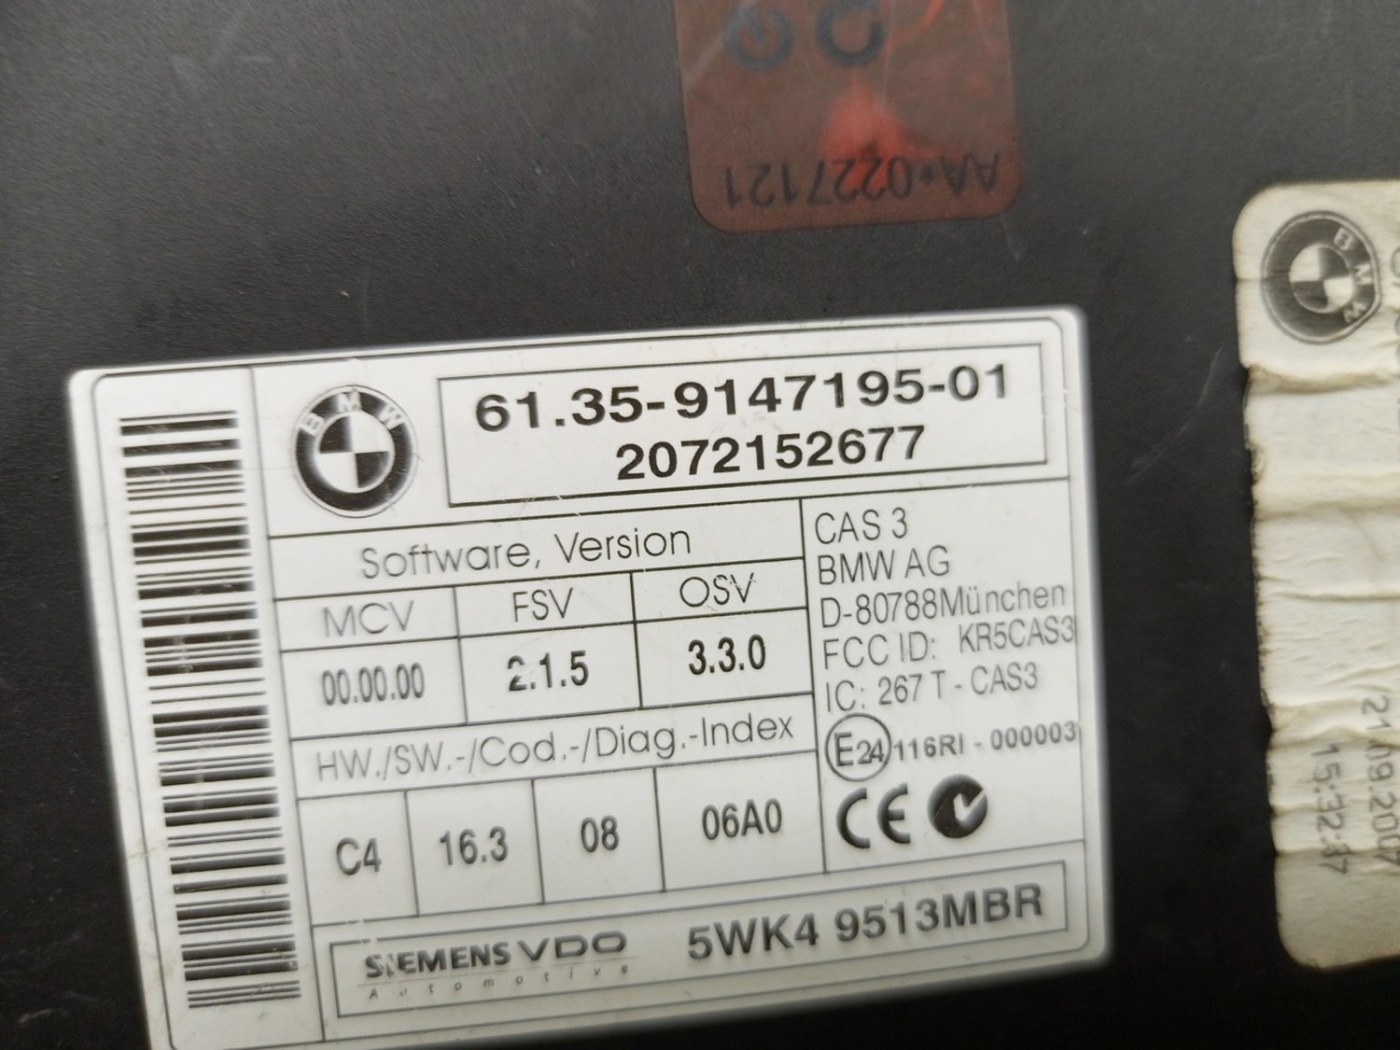 AA•0227121
BMW
61.35-9147195-01
2072152677
Software, Version
MCV FSV OSV
00.00.00 2.1.5 3.3.0
HW./SW.-/Cod.-/Diag.-Index
C4 16.3 08 06A0
CAS 3
BMW AG
D-80788München
FCC ID: KR5CAS3
IC: 267 T - CAS3
E24 116RI - 000003
CE
SIEMENS VDO
Automotive
5WK4 9513MBR
BMW
21.09.2007
15:32:37